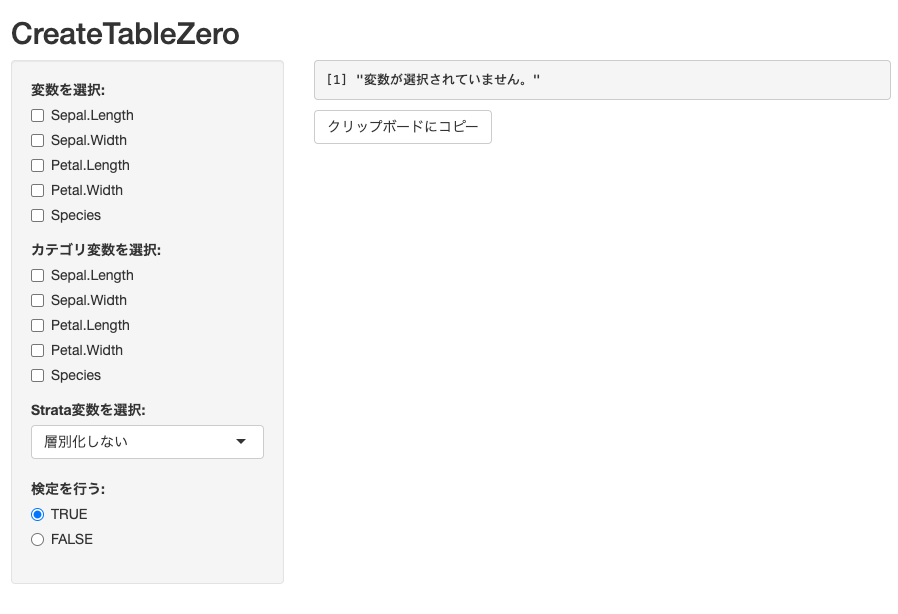 CreateTableZero
変数を選択:
Sepal.Length
Sepal.Width
Petal.Length
Petal.Width
Species
カテゴリ変数を選択:
Sepal.Length
Sepal.Width
Petal.Length
Petal.Width
Species
Strata変数を選択:
層別化しない
検定を行う:
TRUE
FALSE
[1] "変数が選択されていません。"
クリップボードにコピー